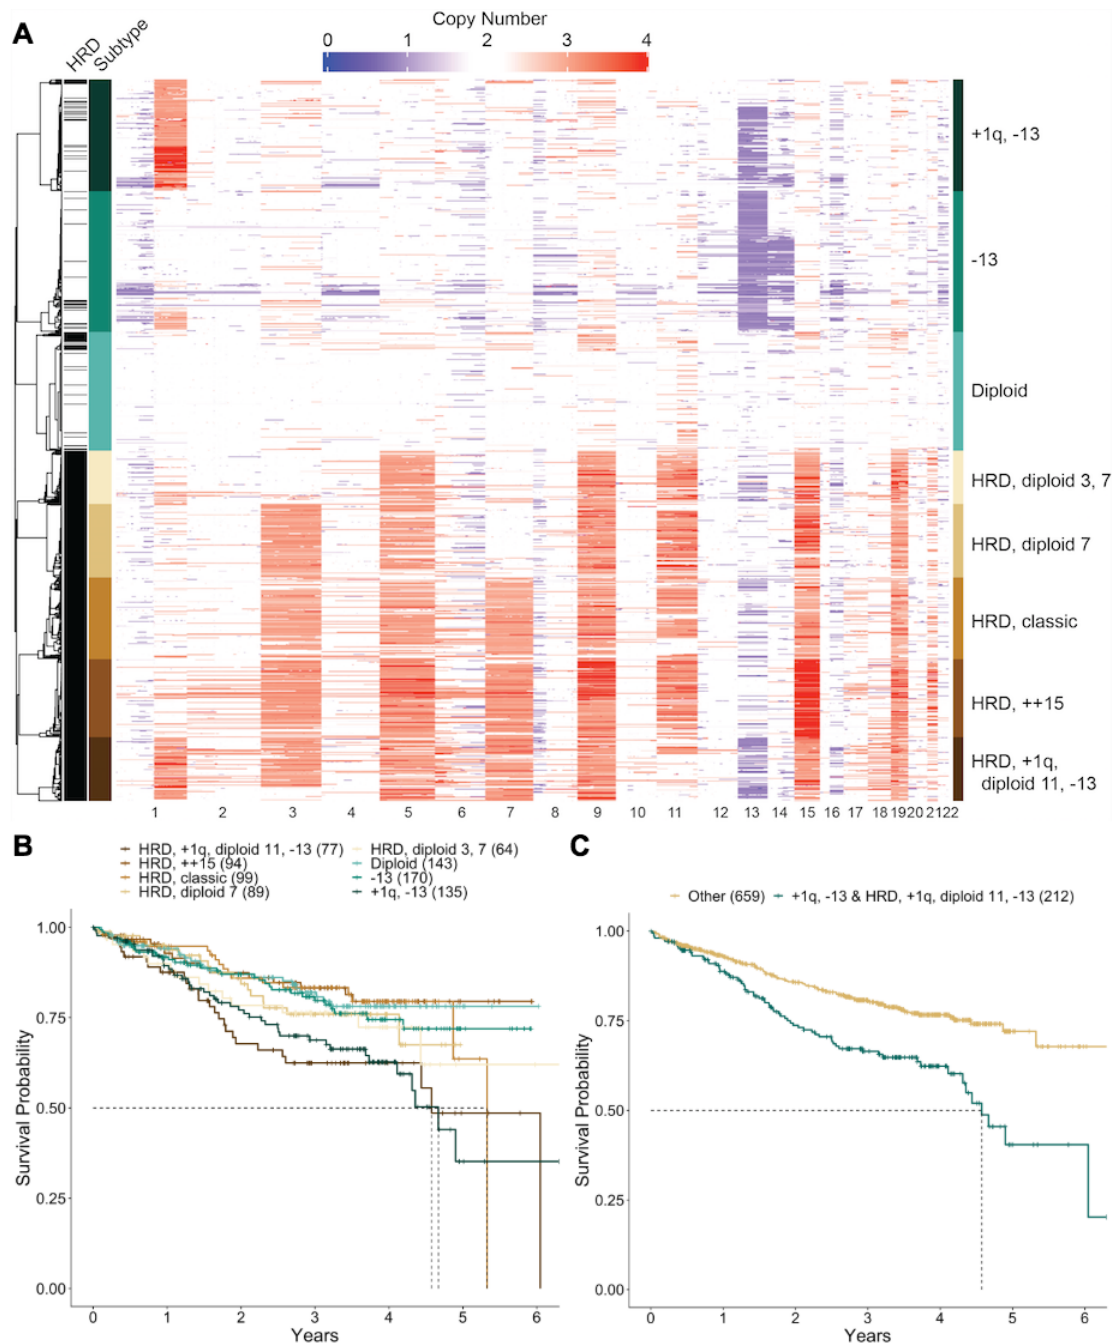 A
HRD
Subtype
Copy Number
0 1 2 3 4
+1q, -13
-13
Diploid
HRD, diploid 3, 7
HRD, diploid 7
HRD, classic
HRD, ++15
HRD, +1q,
diploid 11, -13
1 2 3 4 5 6 7 8 9 10 11 12 13 14 15 16 17 18 19 20 21 22
B
HRD, +1q, diploid 11, -13 (77)
HRD, ++15 (94)
HRD, classic (99)
HRD, diploid 7 (89)
HRD, diploid 3, 7 (64)
Diploid (143)
-13 (170)
+1q, -13 (135)
Survival Probability
1.00
0.75
0.50
0.25
0.00
0 1 2 3 4 5 6
Years
C
Other (659) +1q, -13 & HRD, +1q, diploid 11, -13 (212)
Survival Probability
1.00
0.75
0.50
0.25
0.00
0 1 2 3 4 5 6
Years